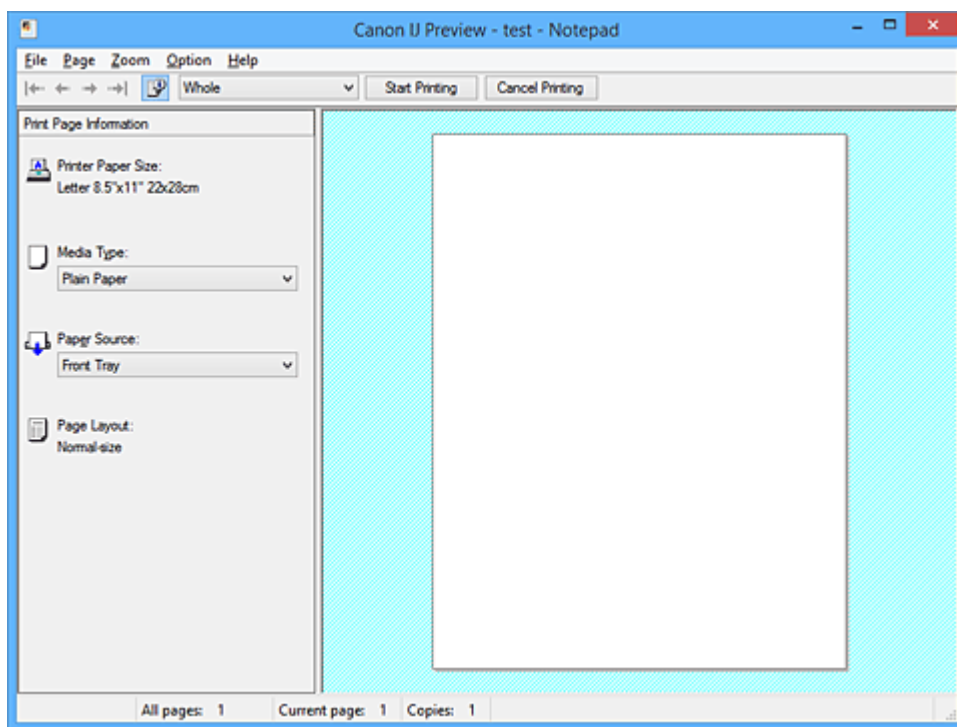 Canon IJ Preview - test - Notepad
File Page Zoom Option Help
Whole Start Printing Cancel Printing
Print Page Information
Printer Paper Size:
Letter 8.5"x11" 22x28cm
Media Type:
Plain Paper
Paper Source:
Front Tray
Page Layout:
Normal-size
All pages: 1 Current page: 1 Copies: 1